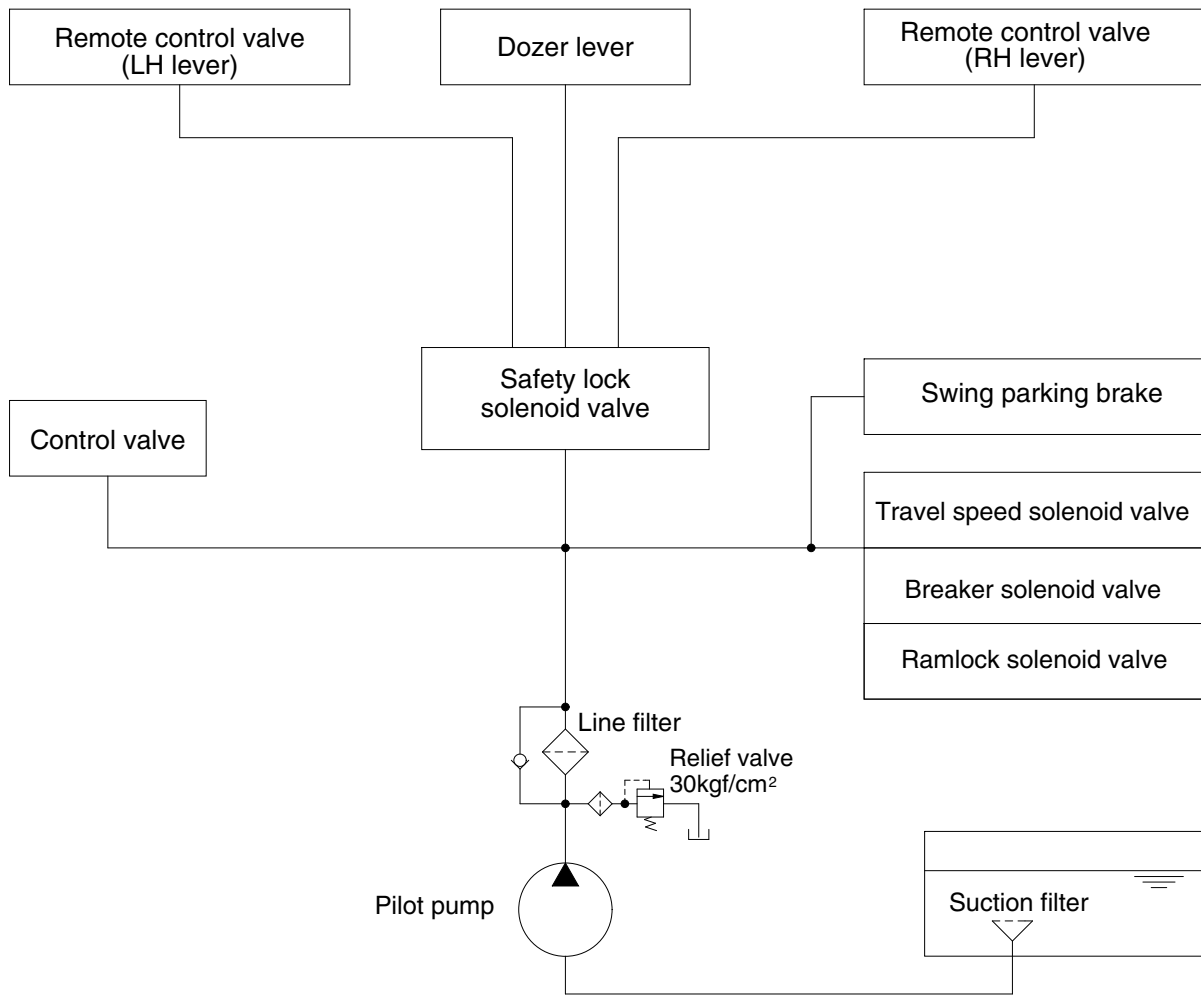 Remote control valve
(LH lever)
Dozer lever
Remote control valve
(RH lever)
Safety lock
solenoid valve
Swing parking brake
Control valve
Travel speed solenoid valve
Breaker solenoid valve
Ramlock solenoid valve
Line filter
Relief valve
30kgf/cm²
Pilot pump
Suction filter